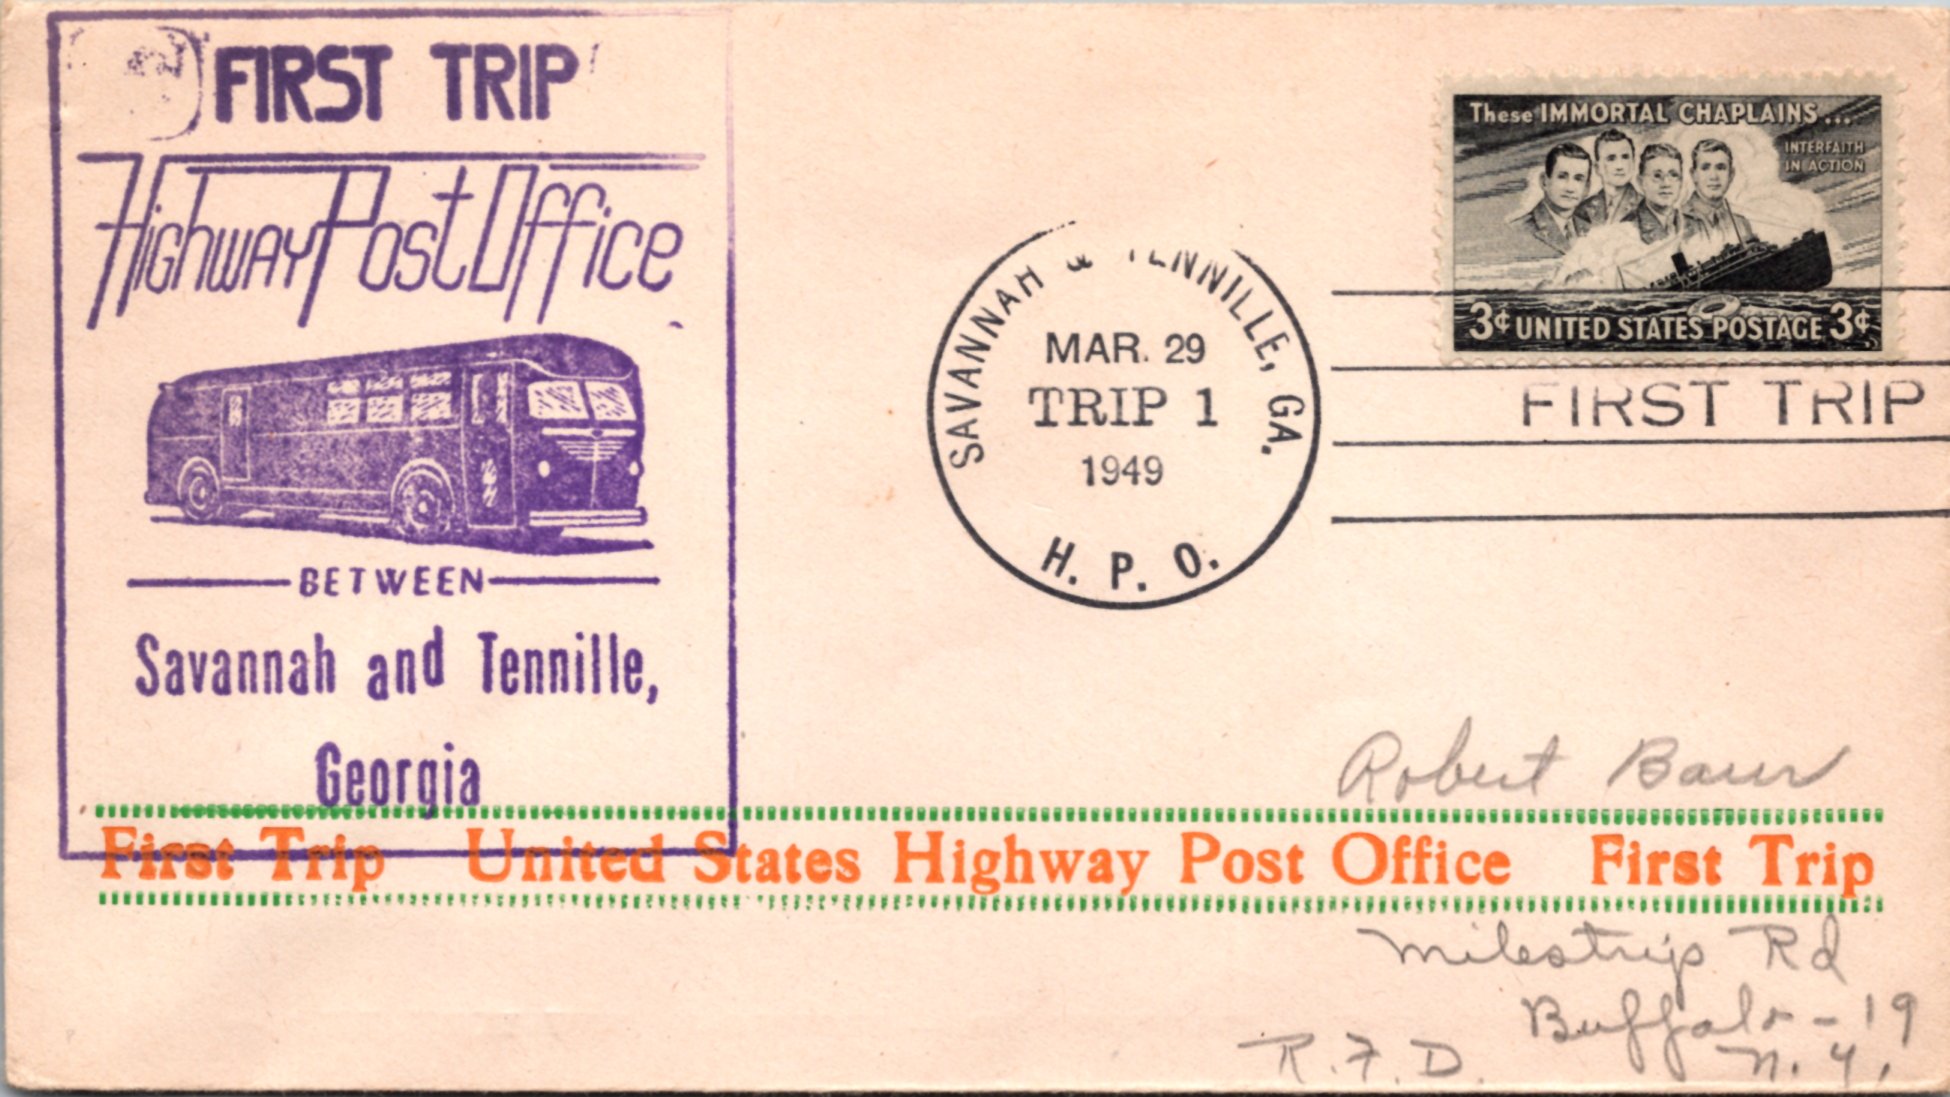 FIRST TRIP
Highway Post Office
BETWEEN
Savannah and Tennille,
Georgia
SAVANNAH & TENNILLE, GA.
MAR. 29
TRIP 1
1949
H. P. O.
These IMMORTAL CHAPLAINS...
INTERFAITH
IN ACTION
3¢ UNITED STATES POSTAGE 3¢
FIRST TRIP
Robert Baur
First Trip United States Highway Post Office First Trip
Milestrip Rd
Buffalo - 19
R.F.D. N.Y.